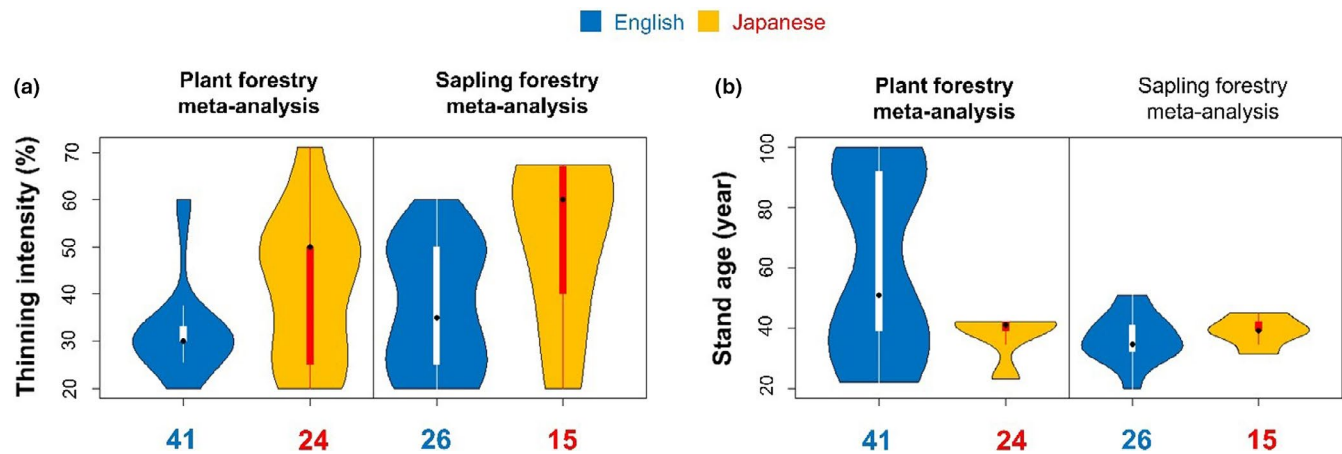 English Japanese
(a)
Plant forestry
meta-analysis
Sapling forestry
meta-analysis
Thinning intensity (%)
70
60
50
40
30
20
41 24 26 15
(b)
Plant forestry
meta-analysis
Sapling forestry
meta-analysis
Stand age (year)
100
80
60
40
20
41 24 26 15